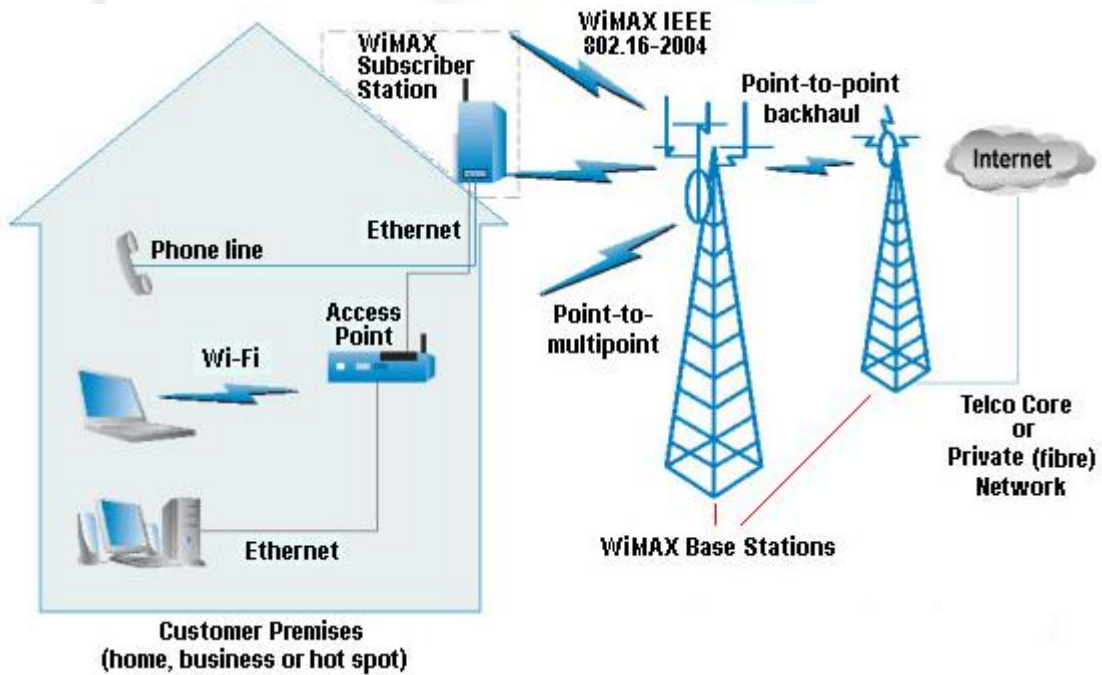 WiMAX
Subscriber
Station
WiMAX IEEE
802.16-2004
Point-to-point
backhaul
Internet
Ethernet
Phone line
Access
Point
Wi-Fi
Point-to-
multipoint
Telco Core
or
Private (fibre)
Network
Ethernet
WiMAX Base Stations
Customer Premises
(home, business or hot spot)